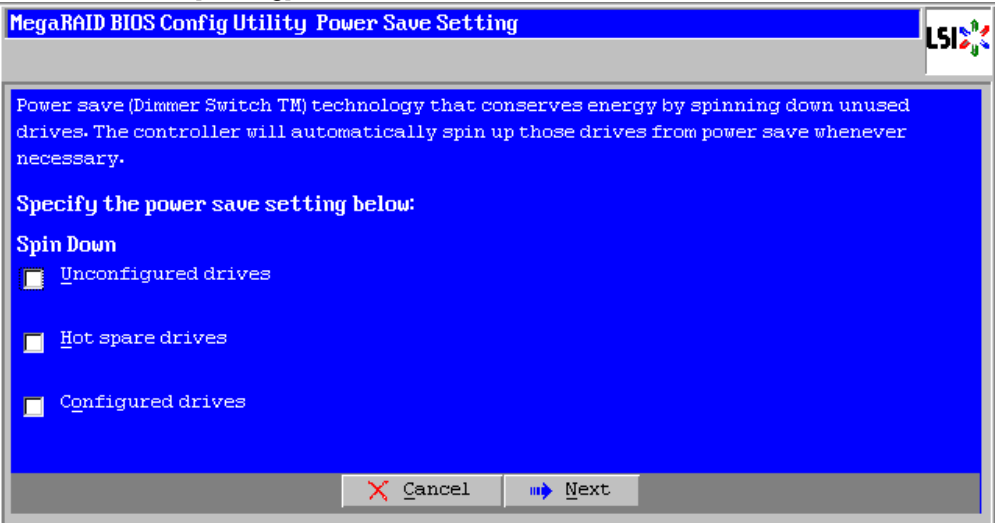 MegaRAID BIOS Config Utility Power Save Setting
LSI
Power save (Dimmer Switch TM) technology that conserves energy by spinning down unused
drives. The controller will automatically spin up those drives from power save whenever
necessary.
Specify the power save setting below:
Spin Down
Unconfigured drives
Hot spare drives
Configured drives
Cancel
Next